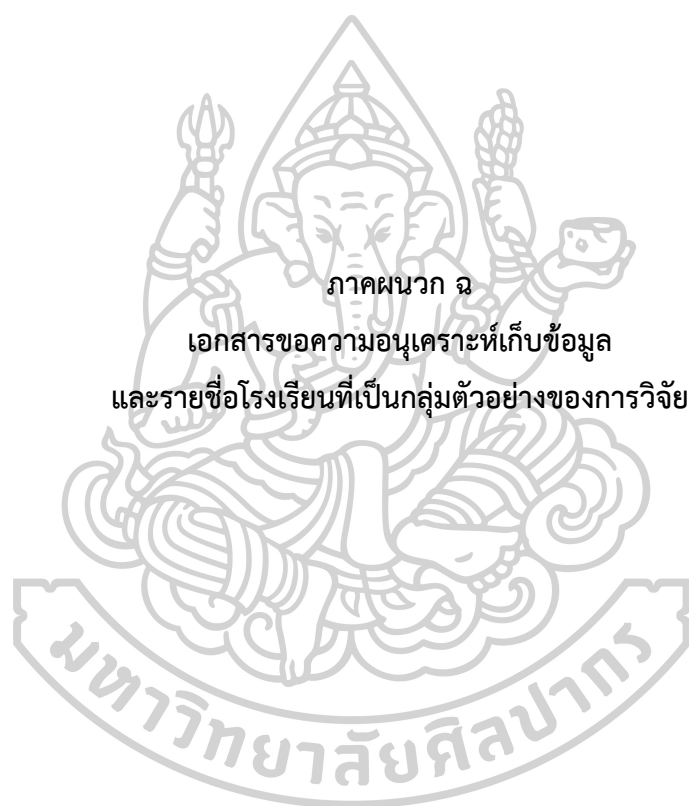 ภาคผนวก ฉ
เอกสารขอความอนุเคราะห์เก็บข้อมูล
และรายชื่อโรงเรียนที่เป็นกลุ่มตัวอย่างของการวิจัย
มหาวิทยาลัยศิลปากร